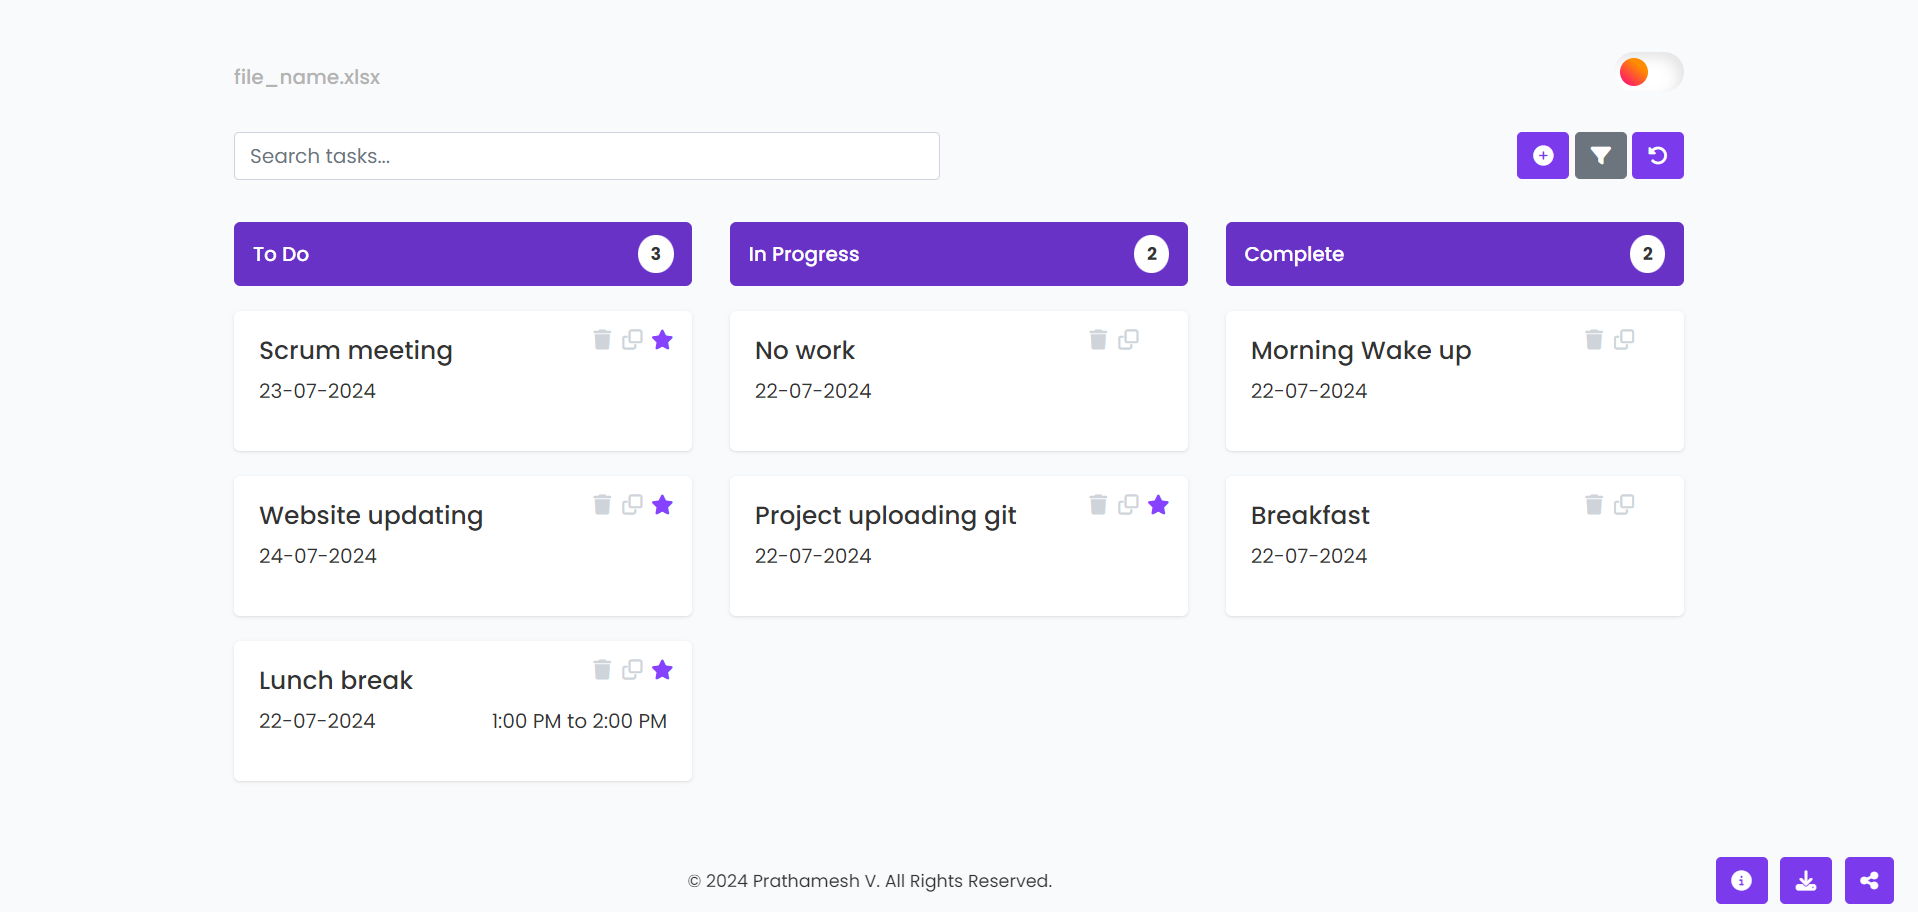 file_name.xlsx
Search tasks...
To Do 3
Scrum meeting
23-07-2024
Website updating
24-07-2024
Lunch break
22-07-2024 1:00 PM to 2:00 PM
In Progress 2
No work
22-07-2024
Project uploading git
22-07-2024
Complete 2
Morning Wake up
22-07-2024
Breakfast
22-07-2024
© 2024 Prathamesh V. All Rights Reserved.